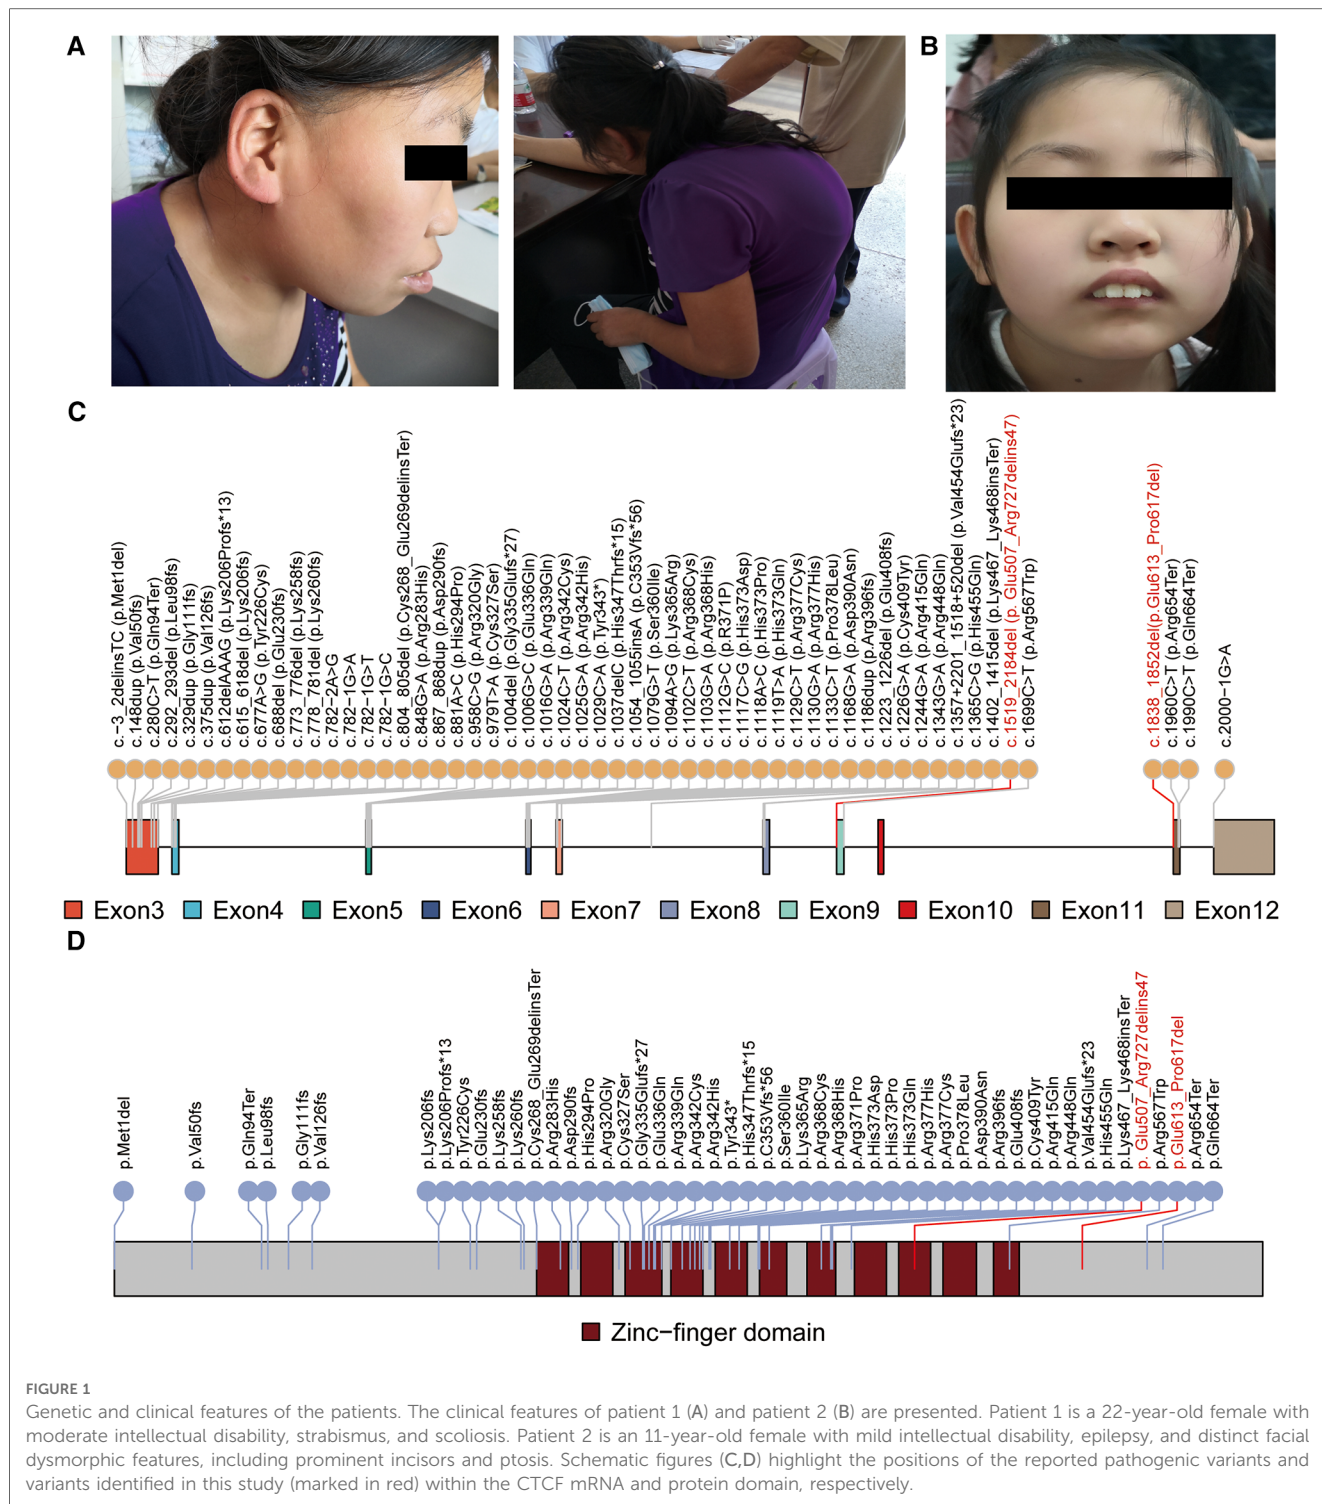 A
B
C
c.−3_2delinsTC (p.Met1del)
c.148dup (p.Val50fs)
c.280C>T (p.Gln94Ter)
c.292_293del (p.Leu98fs)
c.329dup (p.Gly111fs)
c.375dup (p.Val126fs)
c.612delAAAG (p.Lys206Profs*13)
c.615_618del (p.Lys206fs)
c.677A>G (p.Tyr226Cys)
c.688del (p.Glu230fs)
c.773_776del (p.Lys258fs)
c.778_781del (p.Lys260fs)
c.782−2A>G
c.782−1G>A
c.782−1G>T
c.782−1G>C
c.804_805del (p.Cys268_Glu269delinsTer)
c.848G>A (p.Arg283His)
c.867_868dup (p.Asp290fs)
c.881A>C (p.His294Pro)
c.958C>G (p.Arg320Gly)
c.979T>A (p.Cys327Ser)
c.1004del (p.Gly335Glufs*27)
c.1006G>C (p.Glu336Gln)
c.1016G>A (p.Arg339Gln)
c.1024C>T (p.Arg342Cys)
c.1025G>A (p.Arg342His)
c.1029C>A (p.Tyr343*)
c.1037delC (p.His347Thrfs*15)
c.1054_1055insA (p.C353Vfs*56)
c.1079G>T (p.Ser360Ile)
c.1094A>G (p.Lys365Arg)
c.1102C>T (p.Arg368Cys)
c.1103G>A (p.Arg368His)
c.1112G>C (p.R371P)
c.1117C>G (p.His373Asp)
c.1118A>C (p.His373Pro)
c.1119T>A (p.His373Gln)
c.1129C>T (p.Arg377Cys)
c.1130G>A (p.Arg377His)
c.1133C>T (p.Pro378Leu)
c.1168G>A (p.Asp390Asn)
c.1186dup (p.Arg396fs)
c.1223_1226del (p.Glu408fs)
c.1226G>A (p.Cys409Tyr)
c.1244G>A (p.Arg415Gln)
c.1343G>A (p.Arg448Gln)
c.1357+2201_1518+520del (p.Val454Glufs*23)
c.1365C>G (p.His455Gln)
c.1402_1415del (p.Lys467_Lys468insTer)
c.1519_2184del (p. Glu507_Arg727delins47)
c.1699C>T (p.Arg567Trp)
c.1838_1852del(p.Glu613_Pro617del)
c.1960C>T (p.Arg654Ter)
c.1990C>T (p.Gln664Ter)
c.2000−1G>A
Exon3 Exon4 Exon5 Exon6 Exon7 Exon8 Exon9 Exon10 Exon11 Exon12
D
p.Met1del
p.Val50fs
p.Gln94Ter
p.Leu98fs
p.Gly111fs
p.Val126fs
p.Lys206fs
p.Lys206Profs*13
p.Tyr226Cys
p.Glu230fs
p.Lys258fs
p.Lys260fs
p.Cys268_Glu269delinsTer
p.Arg283His
p.Asp290fs
p.His294Pro
p.Arg320Gly
p.Cys327Ser
p.Gly335Glufs*27
p.Glu336Gln
p.Arg339Gln
p.Arg342Cys
p.Arg342His
p.Tyr343*
p.His347Thrfs*15
p.C353Vfs*56
p.Ser360Ile
p.Lys365Arg
p.Arg368Cys
p.Arg368His
p.Arg371Pro
p.His373Asp
p.His373Pro
p.His373Gln
p.Arg377His
p.Arg377Cys
p.Pro378Leu
p.Asp390Asn
p.Arg396fs
p.Glu408fs
p.Cys409Tyr
p.Arg415Gln
p.Arg448Gln
p.Val454Glufs*23
p.His455Gln
p.Lys467_Lys468insTer
p. Glu507_Arg727delins47
p.Arg567Trp
p.Glu613_Pro617del
p.Arg654Ter
p.Gln664Ter
Zinc−finger domain
FIGURE 1
Genetic and clinical features of the patients. The clinical features of patient 1 (A) and patient 2 (B) are presented. Patient 1 is a 22-year-old female with
moderate intellectual disability, strabismus, and scoliosis. Patient 2 is an 11-year-old female with mild intellectual disability, epilepsy, and distinct facial
dysmorphic features, including prominent incisors and ptosis. Schematic figures (C,D) highlight the positions of the reported pathogenic variants and
variants identified in this study (marked in red) within the CTCF mRNA and protein domain, respectively.